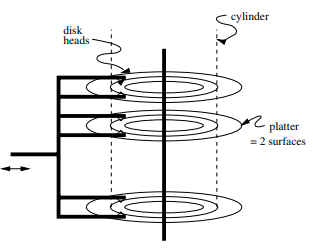 cylinder
disk
heads
platter
= 2 surfaces